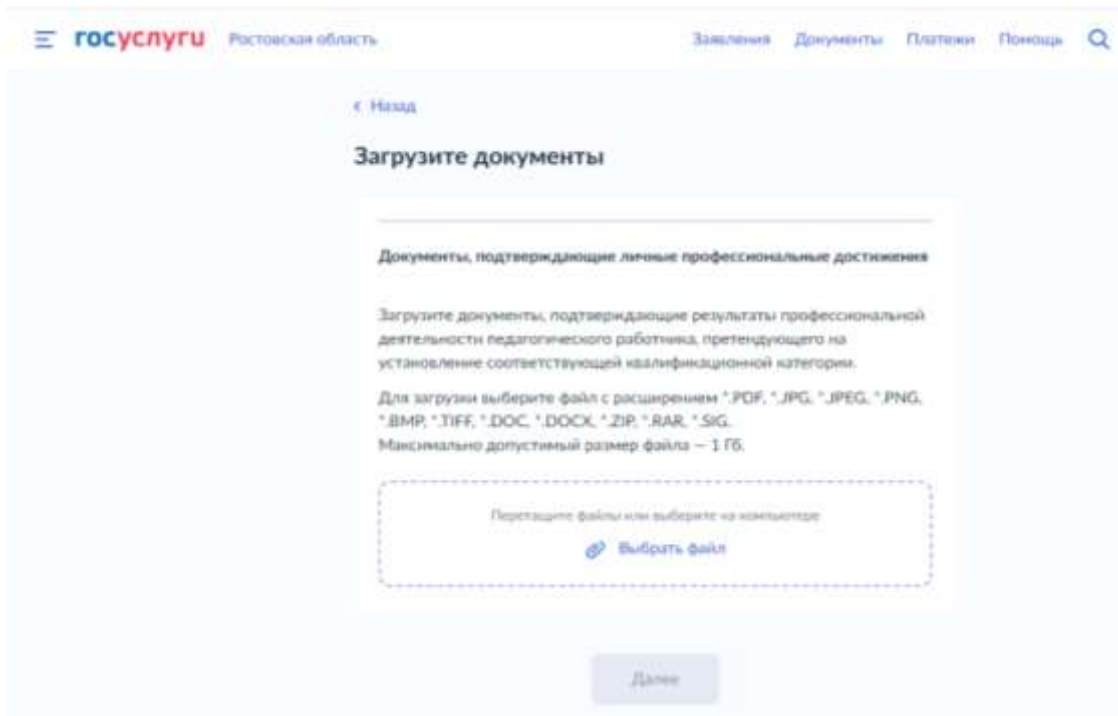 госуслуги Ростовская область Заявления Документы Платежи Помощь
Назад
Загрузите документы
Документы, подтверждающие личные профессиональные достижения
Загрузите документы, подтверждающие результаты профессиональной
деятельности педагогического работника, претендующего на
установление соответствующей квалификационной категории.
Для загрузки выберите файл с расширением *.PDF, *.JPG, *.JPEG, *.PNG,
*.BMP, *.TIFF, *.DOC, *.DOCX, *.ZIP, *.RAR, *.SIG.
Максимально допустимый размер файла — 1 Гб.
Перетащите файлы или выберите на компьютере
Выбрать файл
Далее